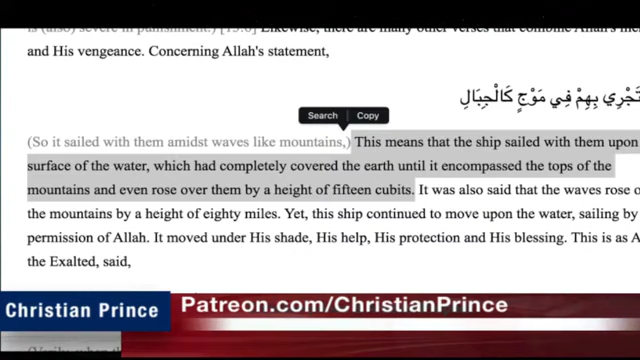 is (also) severe in punishment.) [13:6] Likewise, there are many other verses that combine Allah's
and His vengeance. Concerning Allah's statement,
تَجْرِي بِهِمْ فِي مَوْجٍ كَالْجِبَالِ
Search Copy
(So it sailed with them amidst waves like mountains,) This means that the ship sailed with them upon
surface of the water, which had completely covered the earth until it encompassed the tops of the
mountains and even rose over them by a height of fifteen cubits. It was also said that the waves rose
the mountains by a height of eighty miles. Yet, this ship continued to move upon the water, sailing by
permission of Allah. It moved under His shade, His help, His protection and His blessing. This is as
the Exalted, said,
Christian Prince
Patreon.com/ChristianPrince